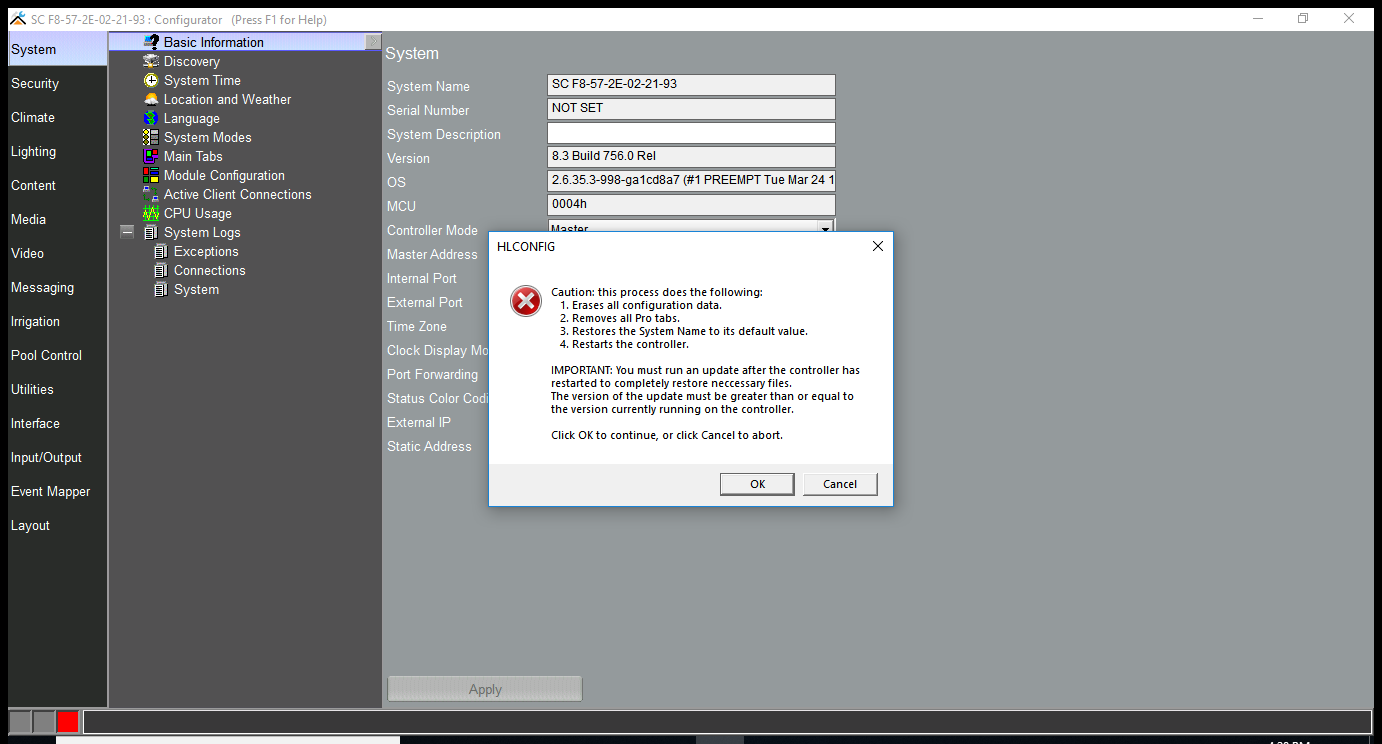 SC F8-57-2E-02-21-93 : Configurator   (Press F1 for Help)
System
Security
Climate
Lighting
Content
Media
Video
Messaging
Irrigation
Pool Control
Utilities
Interface
Input/Output
Event Mapper
Layout
Basic Information
Discovery
System Time
Location and Weather
Language
System Modes
Main Tabs
Module Configuration
Active Client Connections
CPU Usage
System Logs
Exceptions
Connections
System
System
System Name SC F8-57-2E-02-21-93
Serial Number NOT SET
System Description
Version 8.3 Build 756.0 Rel
OS 2.6.35.3-998-ga1cd8a7 (#1 PREEMPT Tue Mar 24 1
MCU 0004h
Controller Mode Master
Master Address
Internal Port
External Port
Time Zone
Clock Display Mo
Port Forwarding
Status Color Codi
External IP
Static Address
Apply
HLCONFIG
Caution: this process does the following:
1. Erases all configuration data.
2. Removes all Pro tabs.
3. Restores the System Name to its default value.
4. Restarts the controller.
IMPORTANT: You must run an update after the controller has
restarted to completely restore neccessary files.
The version of the update must be greater than or equal to
the version currently running on the controller.
Click OK to continue, or click Cancel to abort.
OK
Cancel